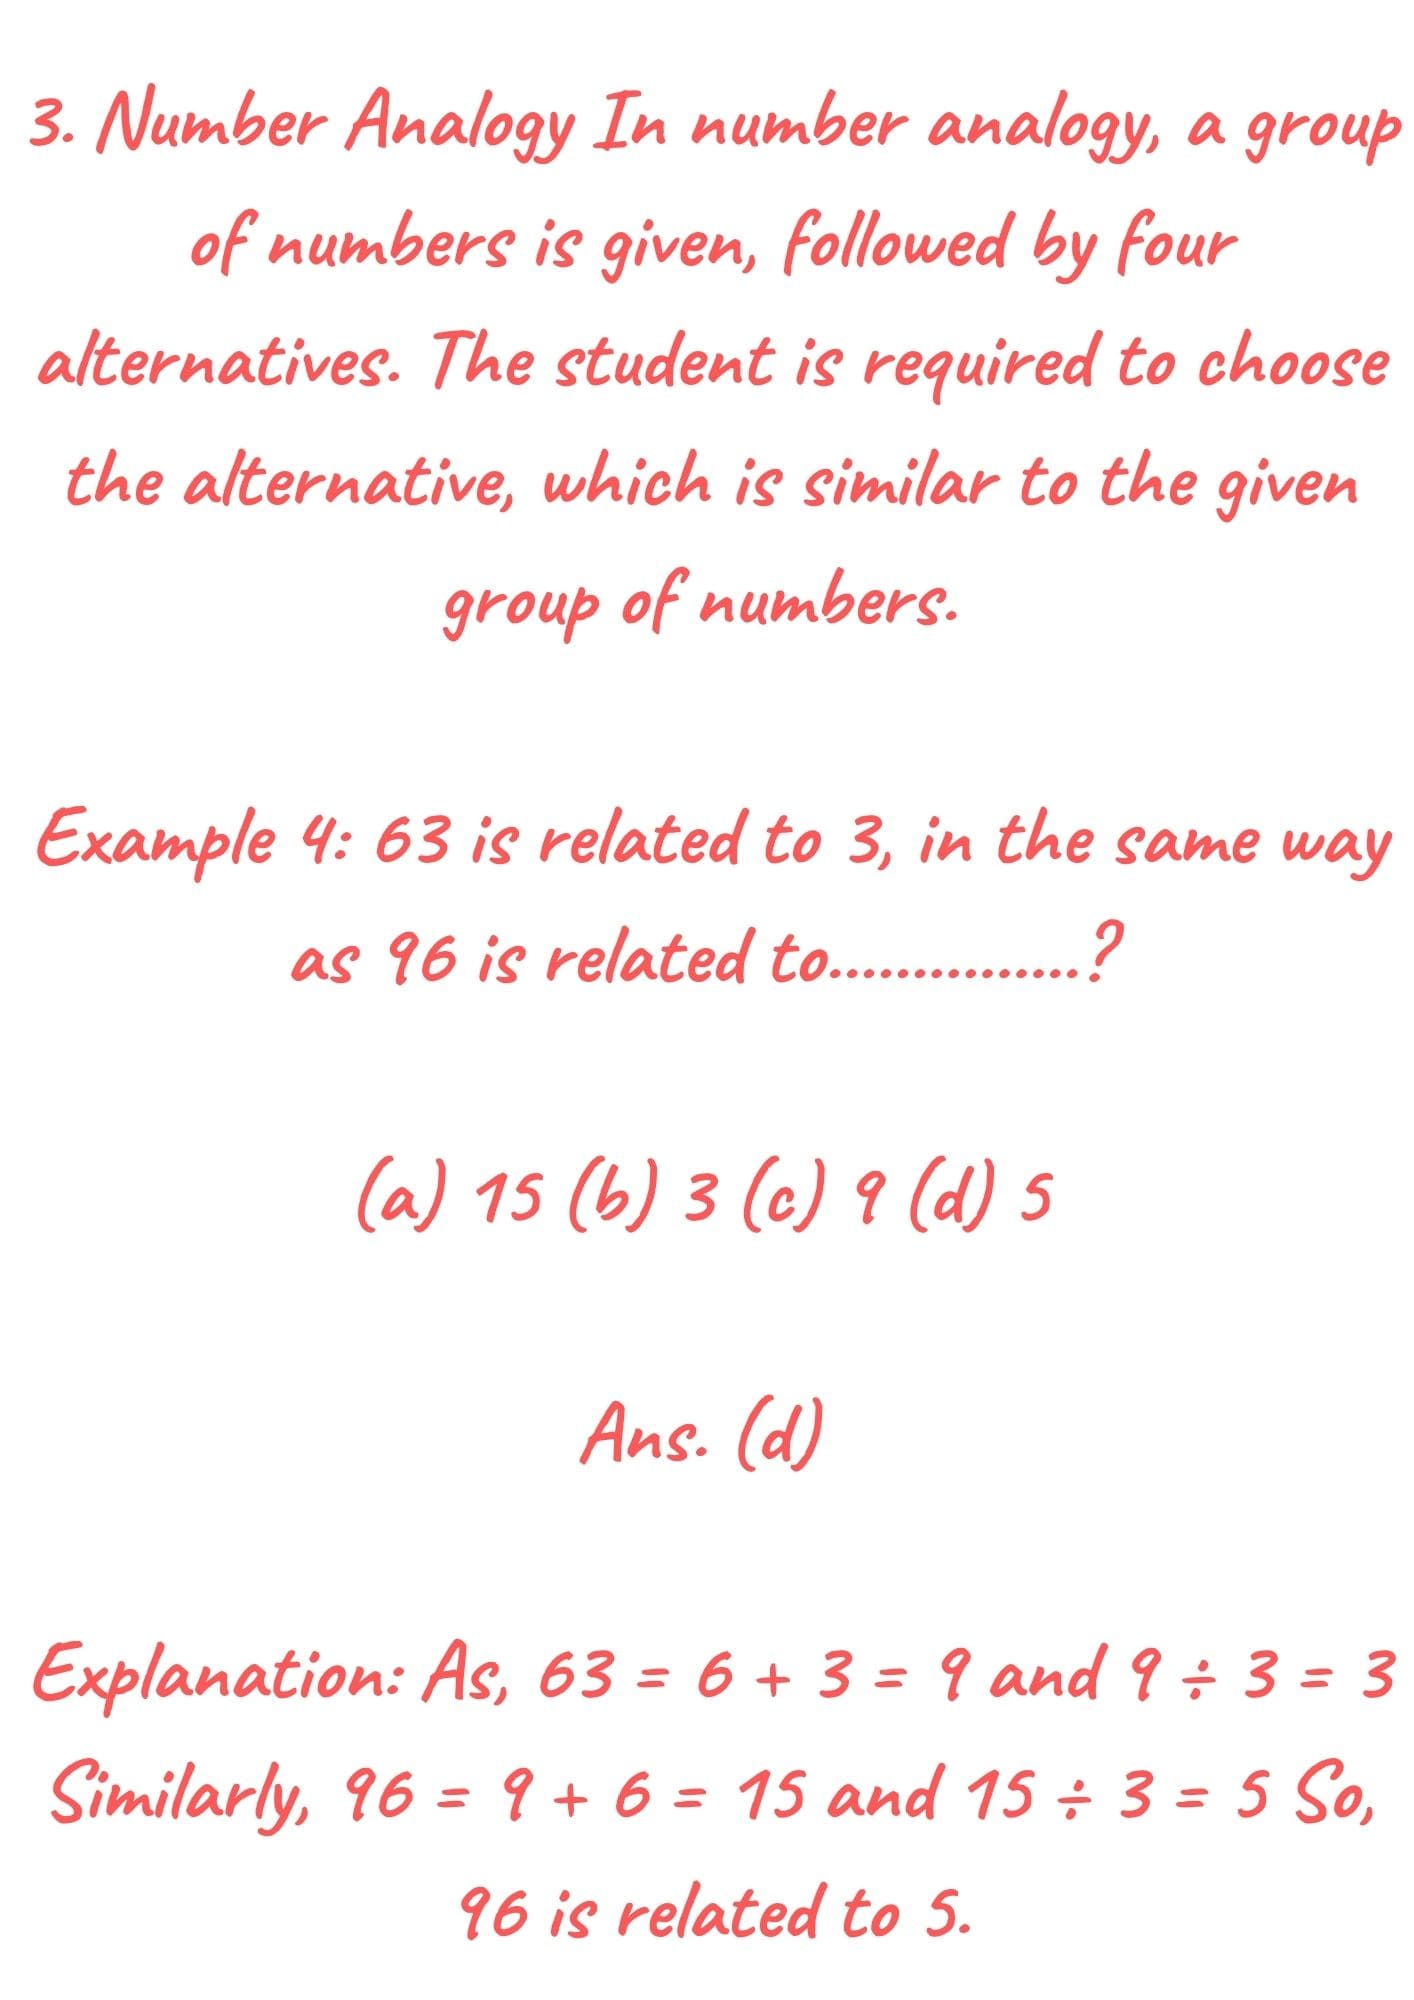 3. Number Analogy In number analogy, a group
of numbers is given, followed by four
alternatives. The student is required to choose
the alternative, which is similar to the given
group of numbers.
Example 4: 63 is related to 3, in the same way
as 96 is related to...............?
(a) 15 (b) 3 (c) 9 (d) 5
Ans. (d)
Explanation: As, 63 = 6 + 3 = 9 and 9 ÷ 3 = 3
Similarly, 96 = 9 + 6 = 15 and 15 ÷ 3 = 5 So,
96 is related to 5.